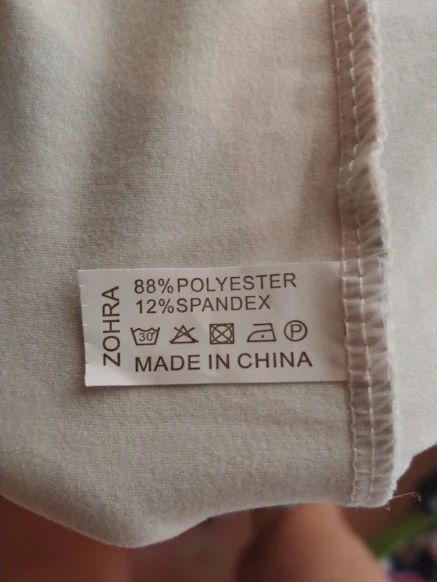 ZOHRA
88%POLYESTER
12%SPANDEX
30 P
MADE IN CHINA